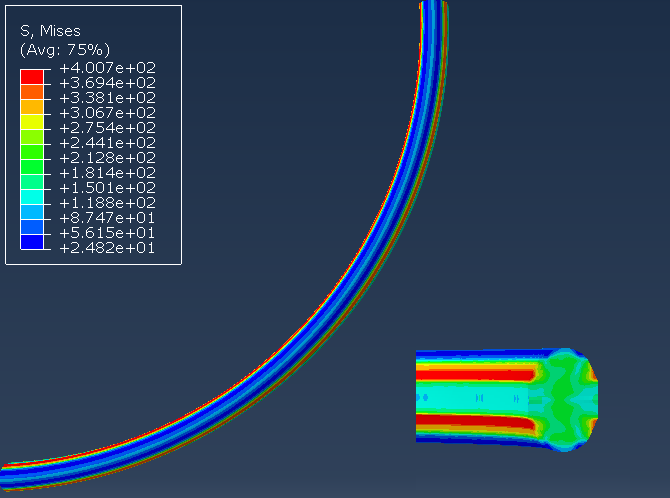 S, Mises
(Avg: 75%)
+4.007e+02
+3.694e+02
+3.381e+02
+3.067e+02
+2.754e+02
+2.441e+02
+2.128e+02
+1.814e+02
+1.501e+02
+1.188e+02
+8.747e+01
+5.615e+01
+2.482e+01